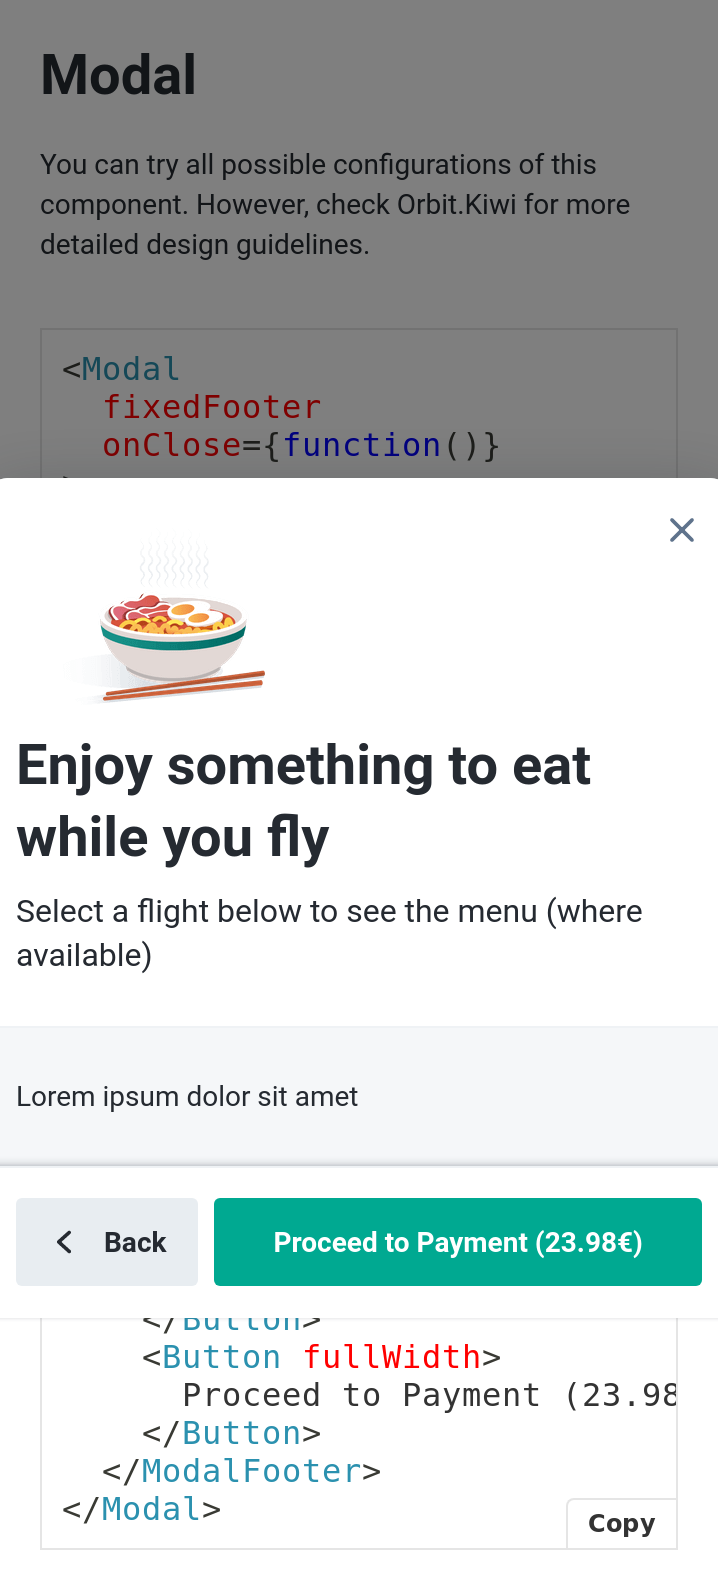 Modal
You can try all possible configurations of this
component. However, check Orbit.Kiwi for more
detailed design guidelines.
<Modal
  fixedFooter
  onClose={function()}
Enjoy something to eat
while you fly
Select a flight below to see the menu (where
available)
Lorem ipsum dolor sit amet
Back
Proceed to Payment (23.98€)
    </Button>
    <Button fullWidth>
      Proceed to Payment (23.98
    </Button>
  </ModalFooter>
</Modal>
Copy